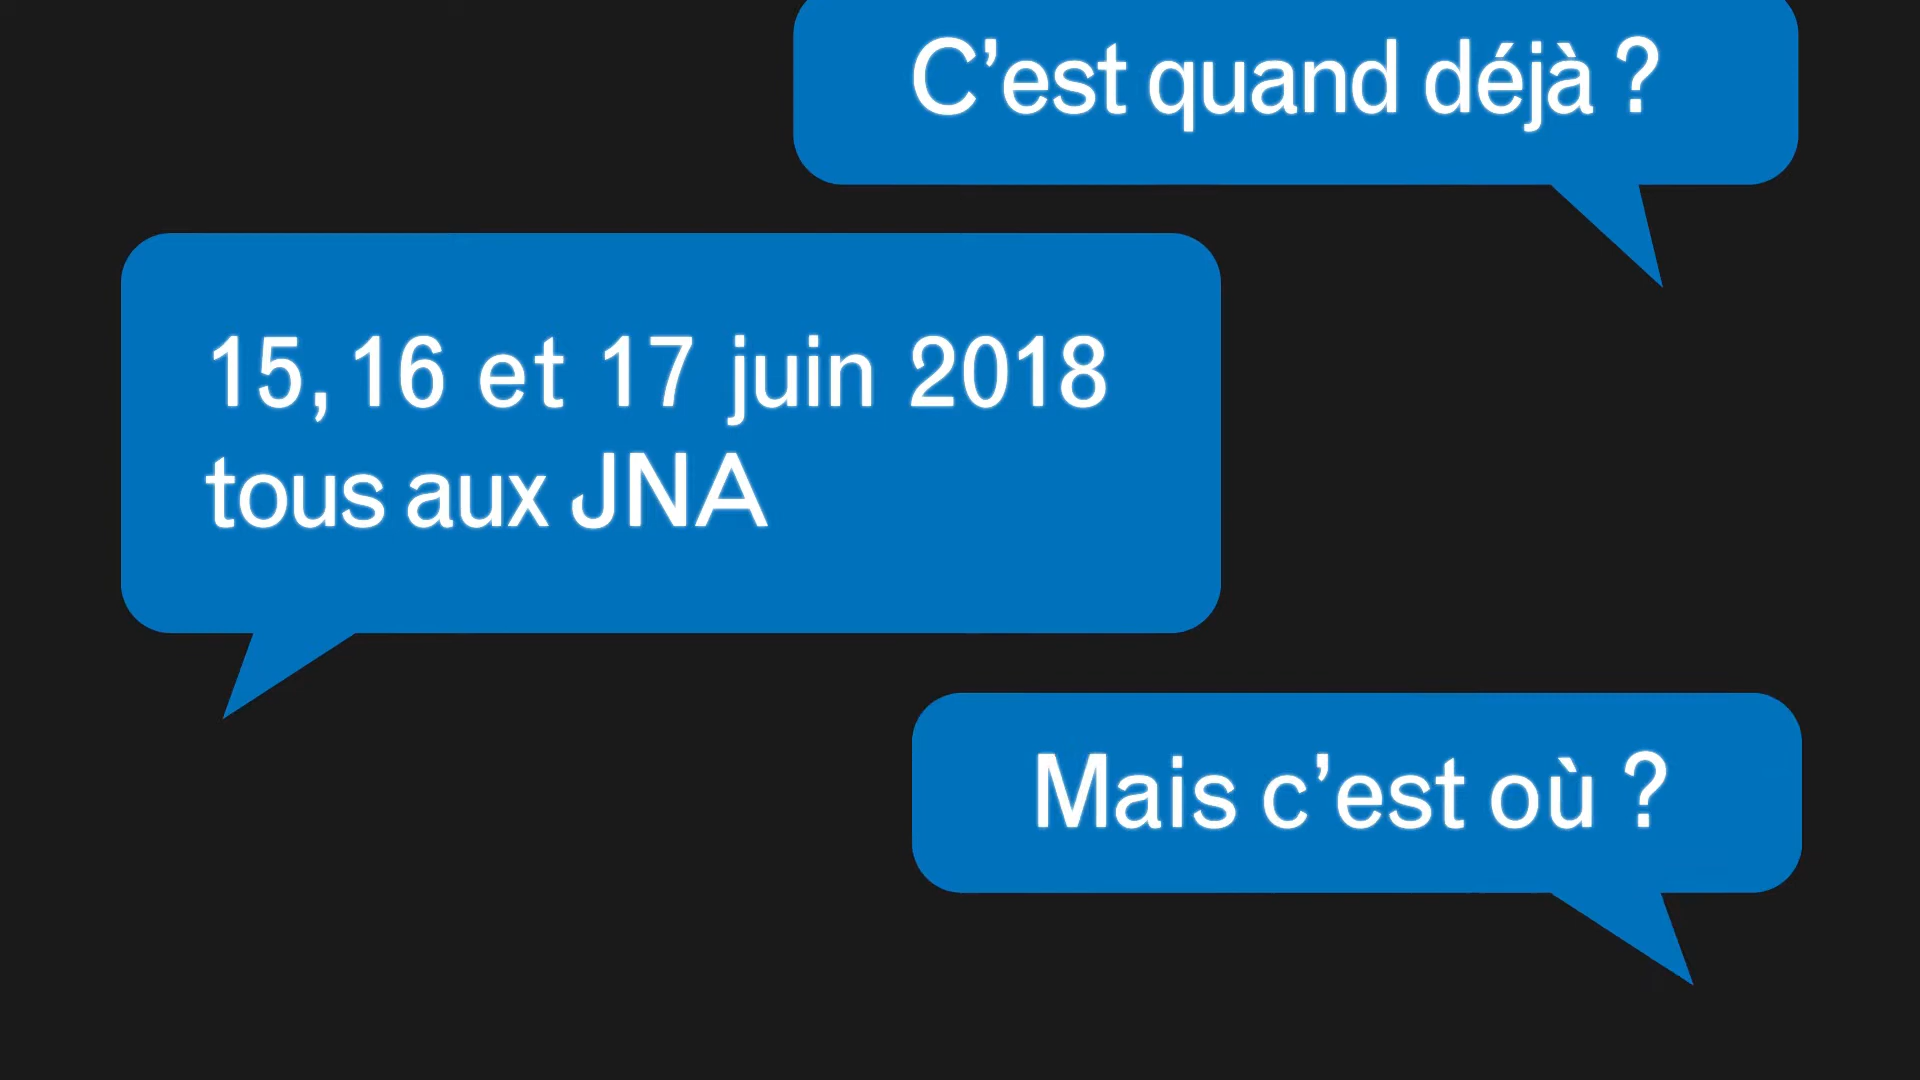 C’est quand déjà ?
15, 16 et 17 juin 2018
tous aux JNA
Mais c’est où ?